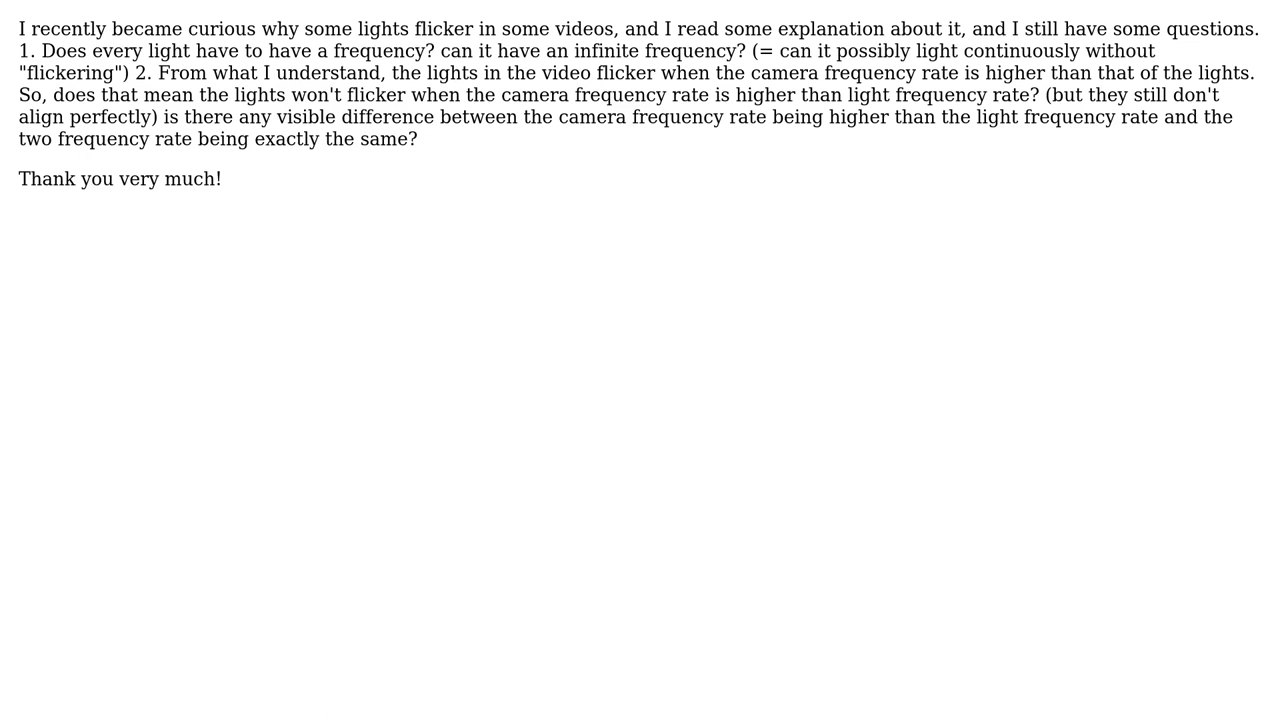 I recently became curious why some lights flicker in some videos, and I read some explanation about it, and I still have some questions.
1. Does every light have to have a frequency? can it have an infinite frequency? (= can it possibly light continuously without
"flickering") 2. From what I understand, the lights in the video flicker when the camera frequency rate is higher than that of the lights.
So, does that mean the lights won't flicker when the camera frequency rate is higher than light frequency rate? (but they still don't
align perfectly) is there any visible difference between the camera frequency rate being higher than the light frequency rate and the
two frequency rate being exactly the same?
Thank you very much!